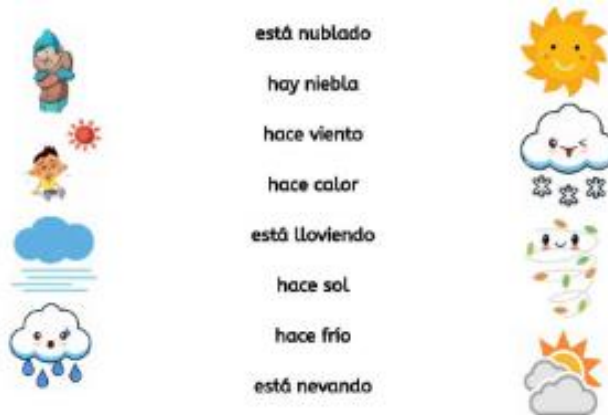 está nublado
hay niebla
hace viento
hace calor
está lloviendo
hace sol
hace frío
está nevando